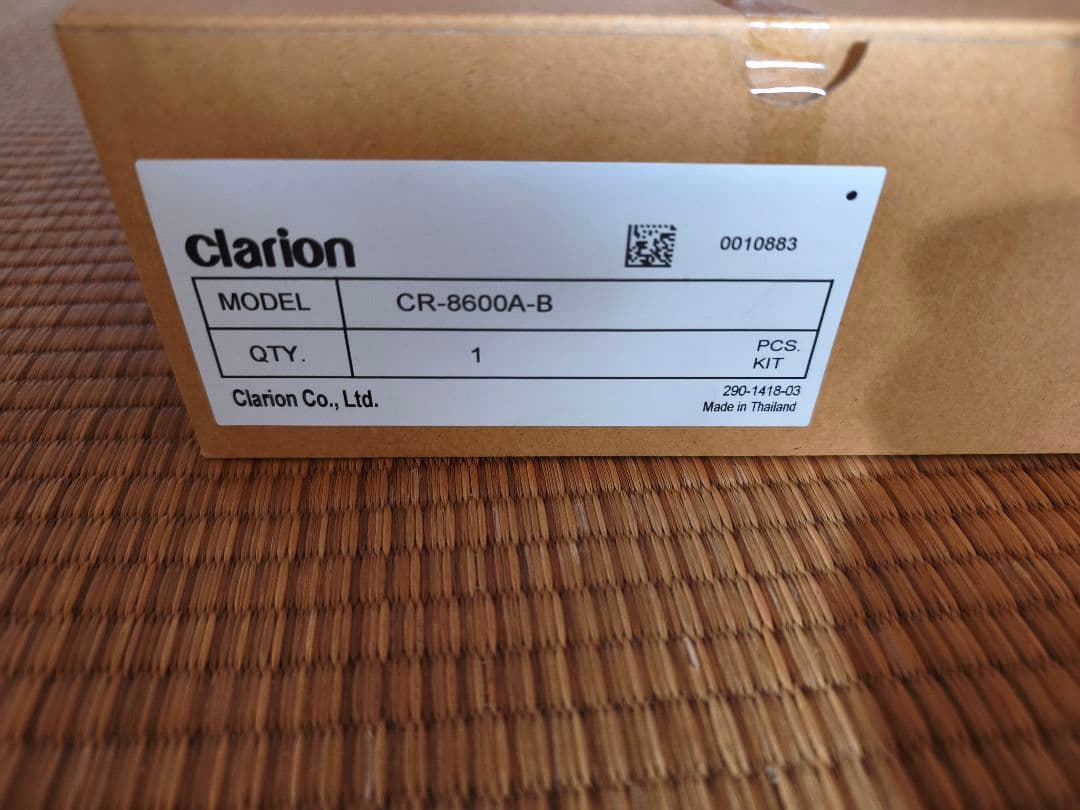 Clarion
0010883
MODEL CR-8600A-B
QTY. 1 PCS.
KIT
Clarion Co., Ltd.
290-1418-03
Made in Thailand